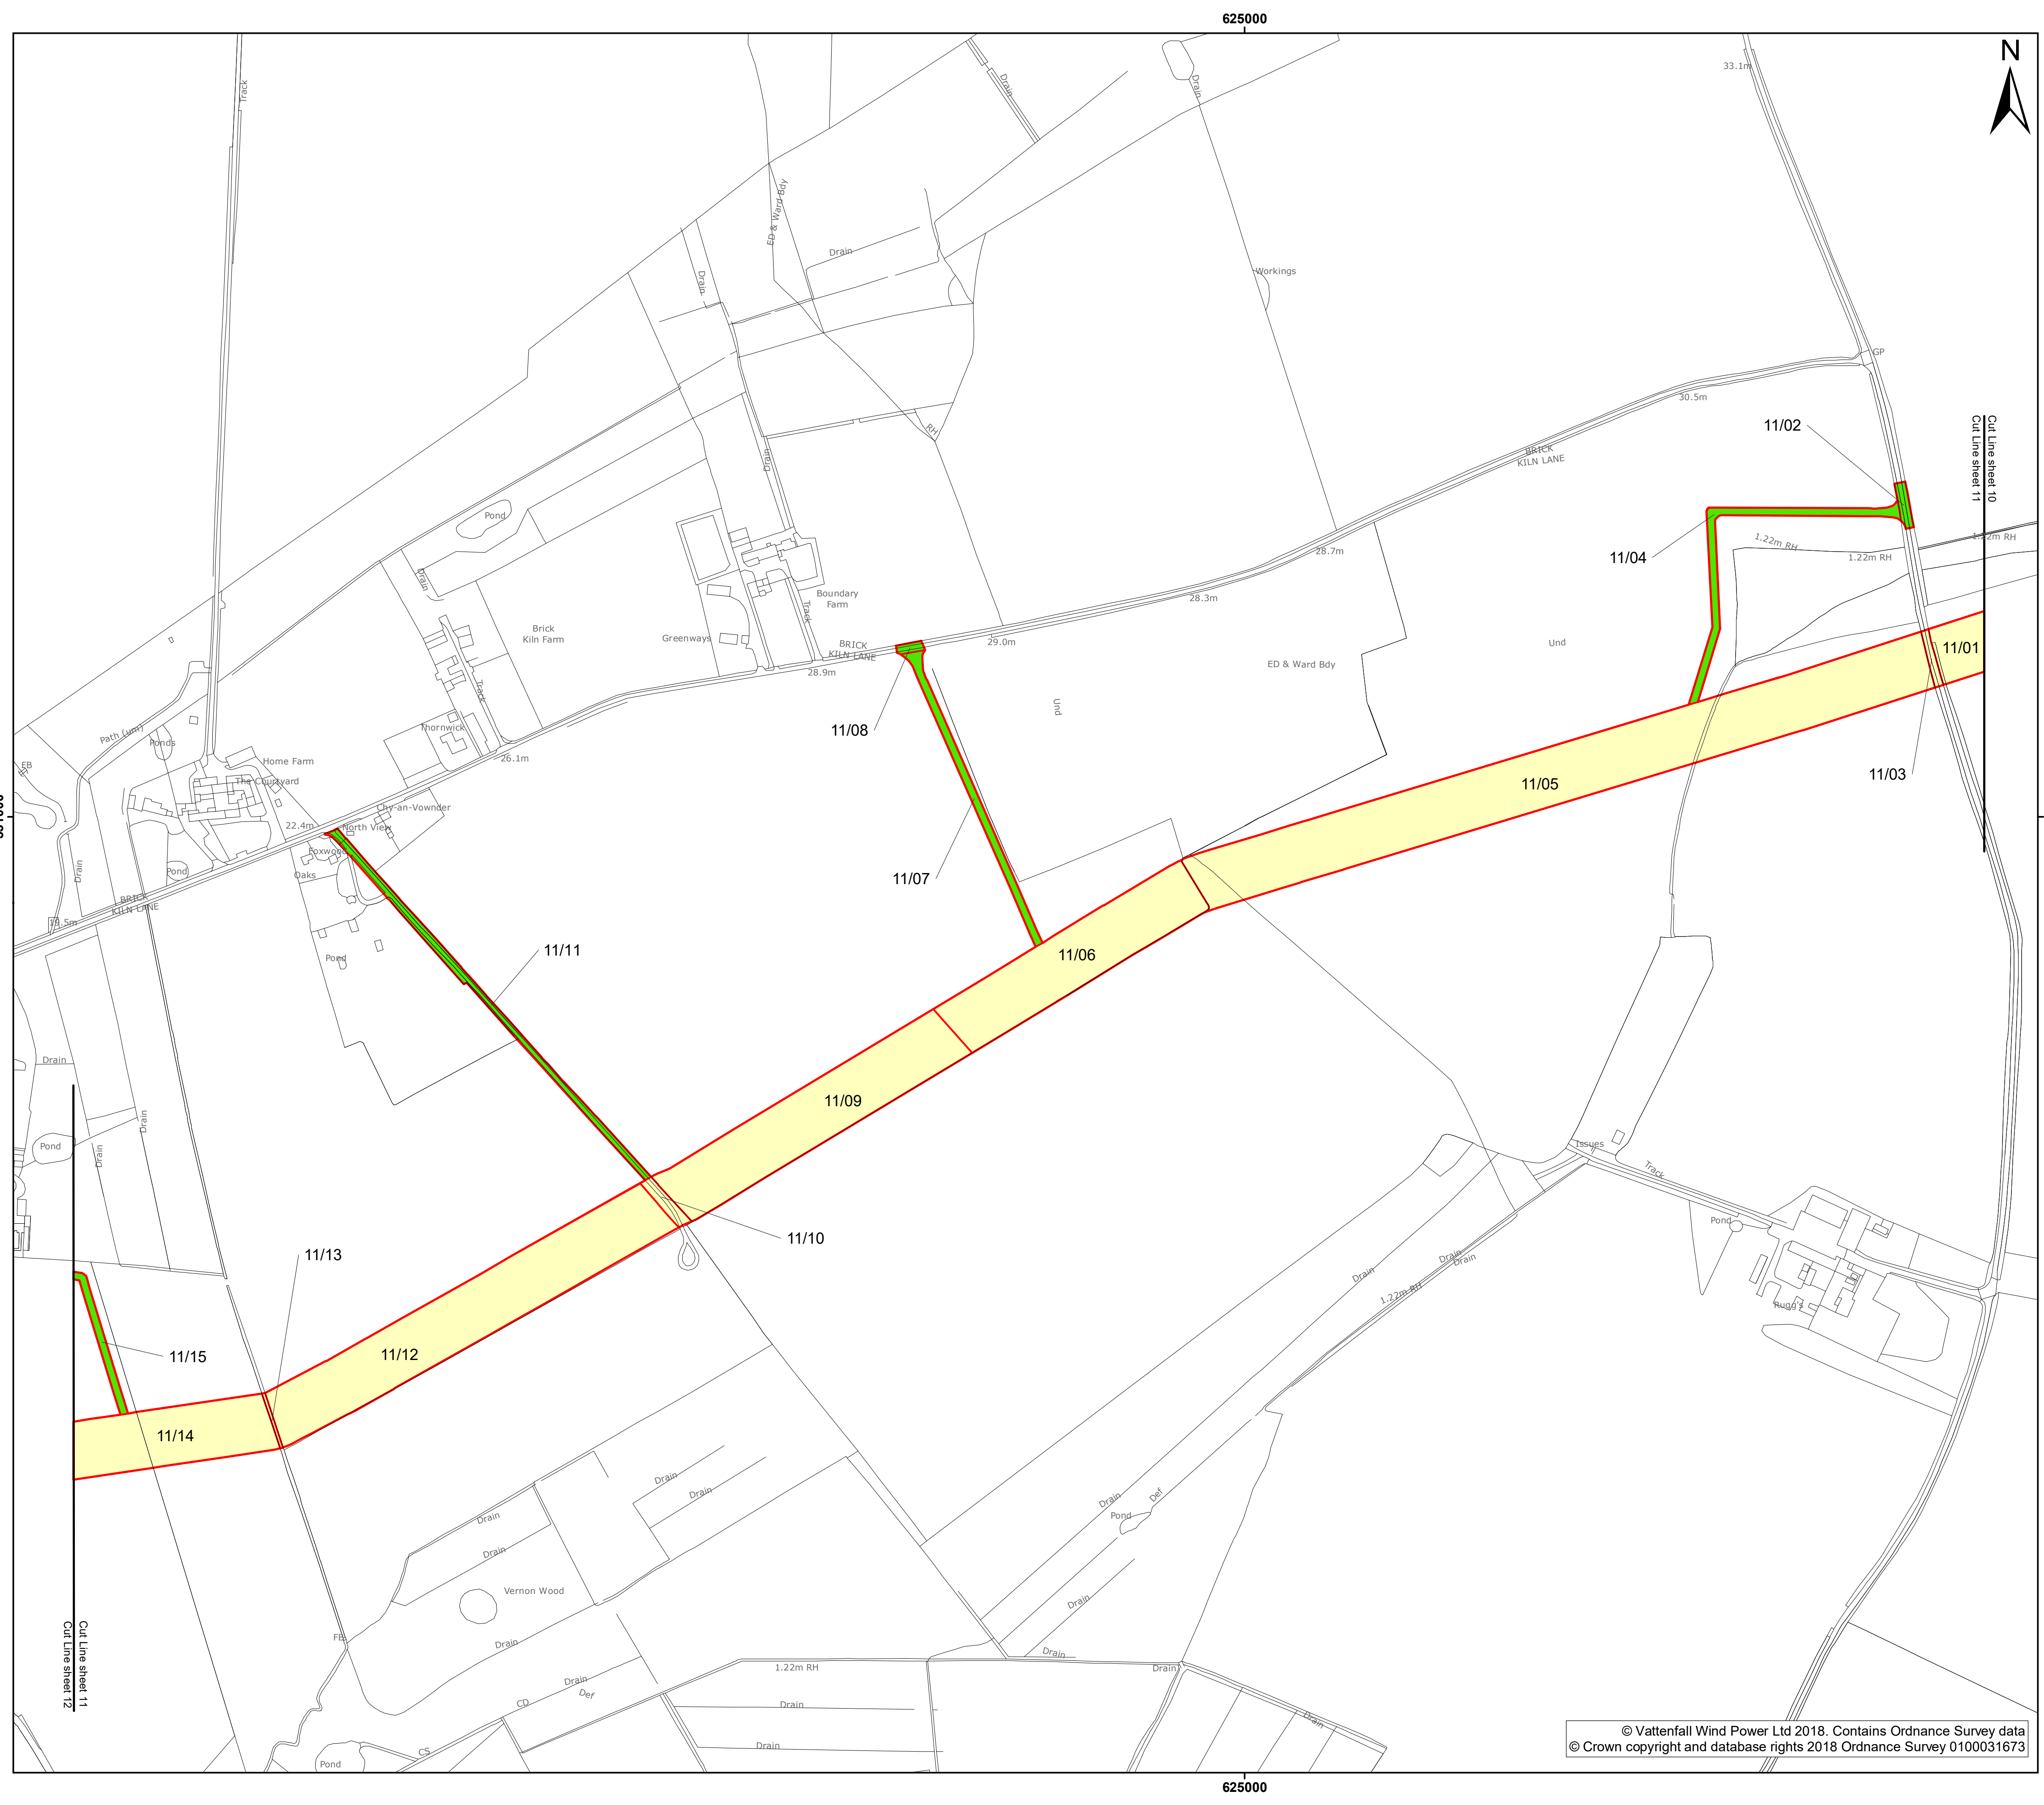 625000
N
33.1m
Track
Drain
Drain
ED & Ward Bdy
Drain
Drain
Workings
GP
30.5m
11/02
Cut Line sheet 10
Cut Line sheet 11
RH
BRICK
KILN LANE
Drain
Pond
1.22m RH
1.22m RH
28.7m
11/04
1.22m RH
Drain
Boundary
Farm
28.3m
Track
Brick
Kiln Farm
Greenways
BRICK
KILN LANE
29.0m
Und
11/01
ED & Ward Bdy
28.9m
Track
Und
Thornwick
11/08
Path (um)
Ponds
26.1m
Home Farm
EB
The Courtyard
11/03
11/05
Chy-an-Vownder
22.4m
North View
Foxwood
Pond
Oaks
Drain
11/07
BRICK
KILN LANE
11/11
11/06
Pond
Drain
11/09
Drain
Pond
Drain
Issues
Track
Pond
11/10
11/13
Drain
Drain
Drain
1.22m RH
Rugg's
11/15
11/12
11/14
Drain
Drain
Drain
Def
Pond
Drain
Drain
Vernon Wood
Drain
FB
Drain
Drain
Drain
1.22m RH
Drain
Cut Line sheet 11
Cut Line sheet 12
Drain
Def
CD
Drain
Drain
CS
Drain
Pond
© Vattenfall Wind Power Ltd 2018. Contains Ordnance Survey data
© Crown copyright and database rights 2018 Ordnance Survey 0100031673
625000